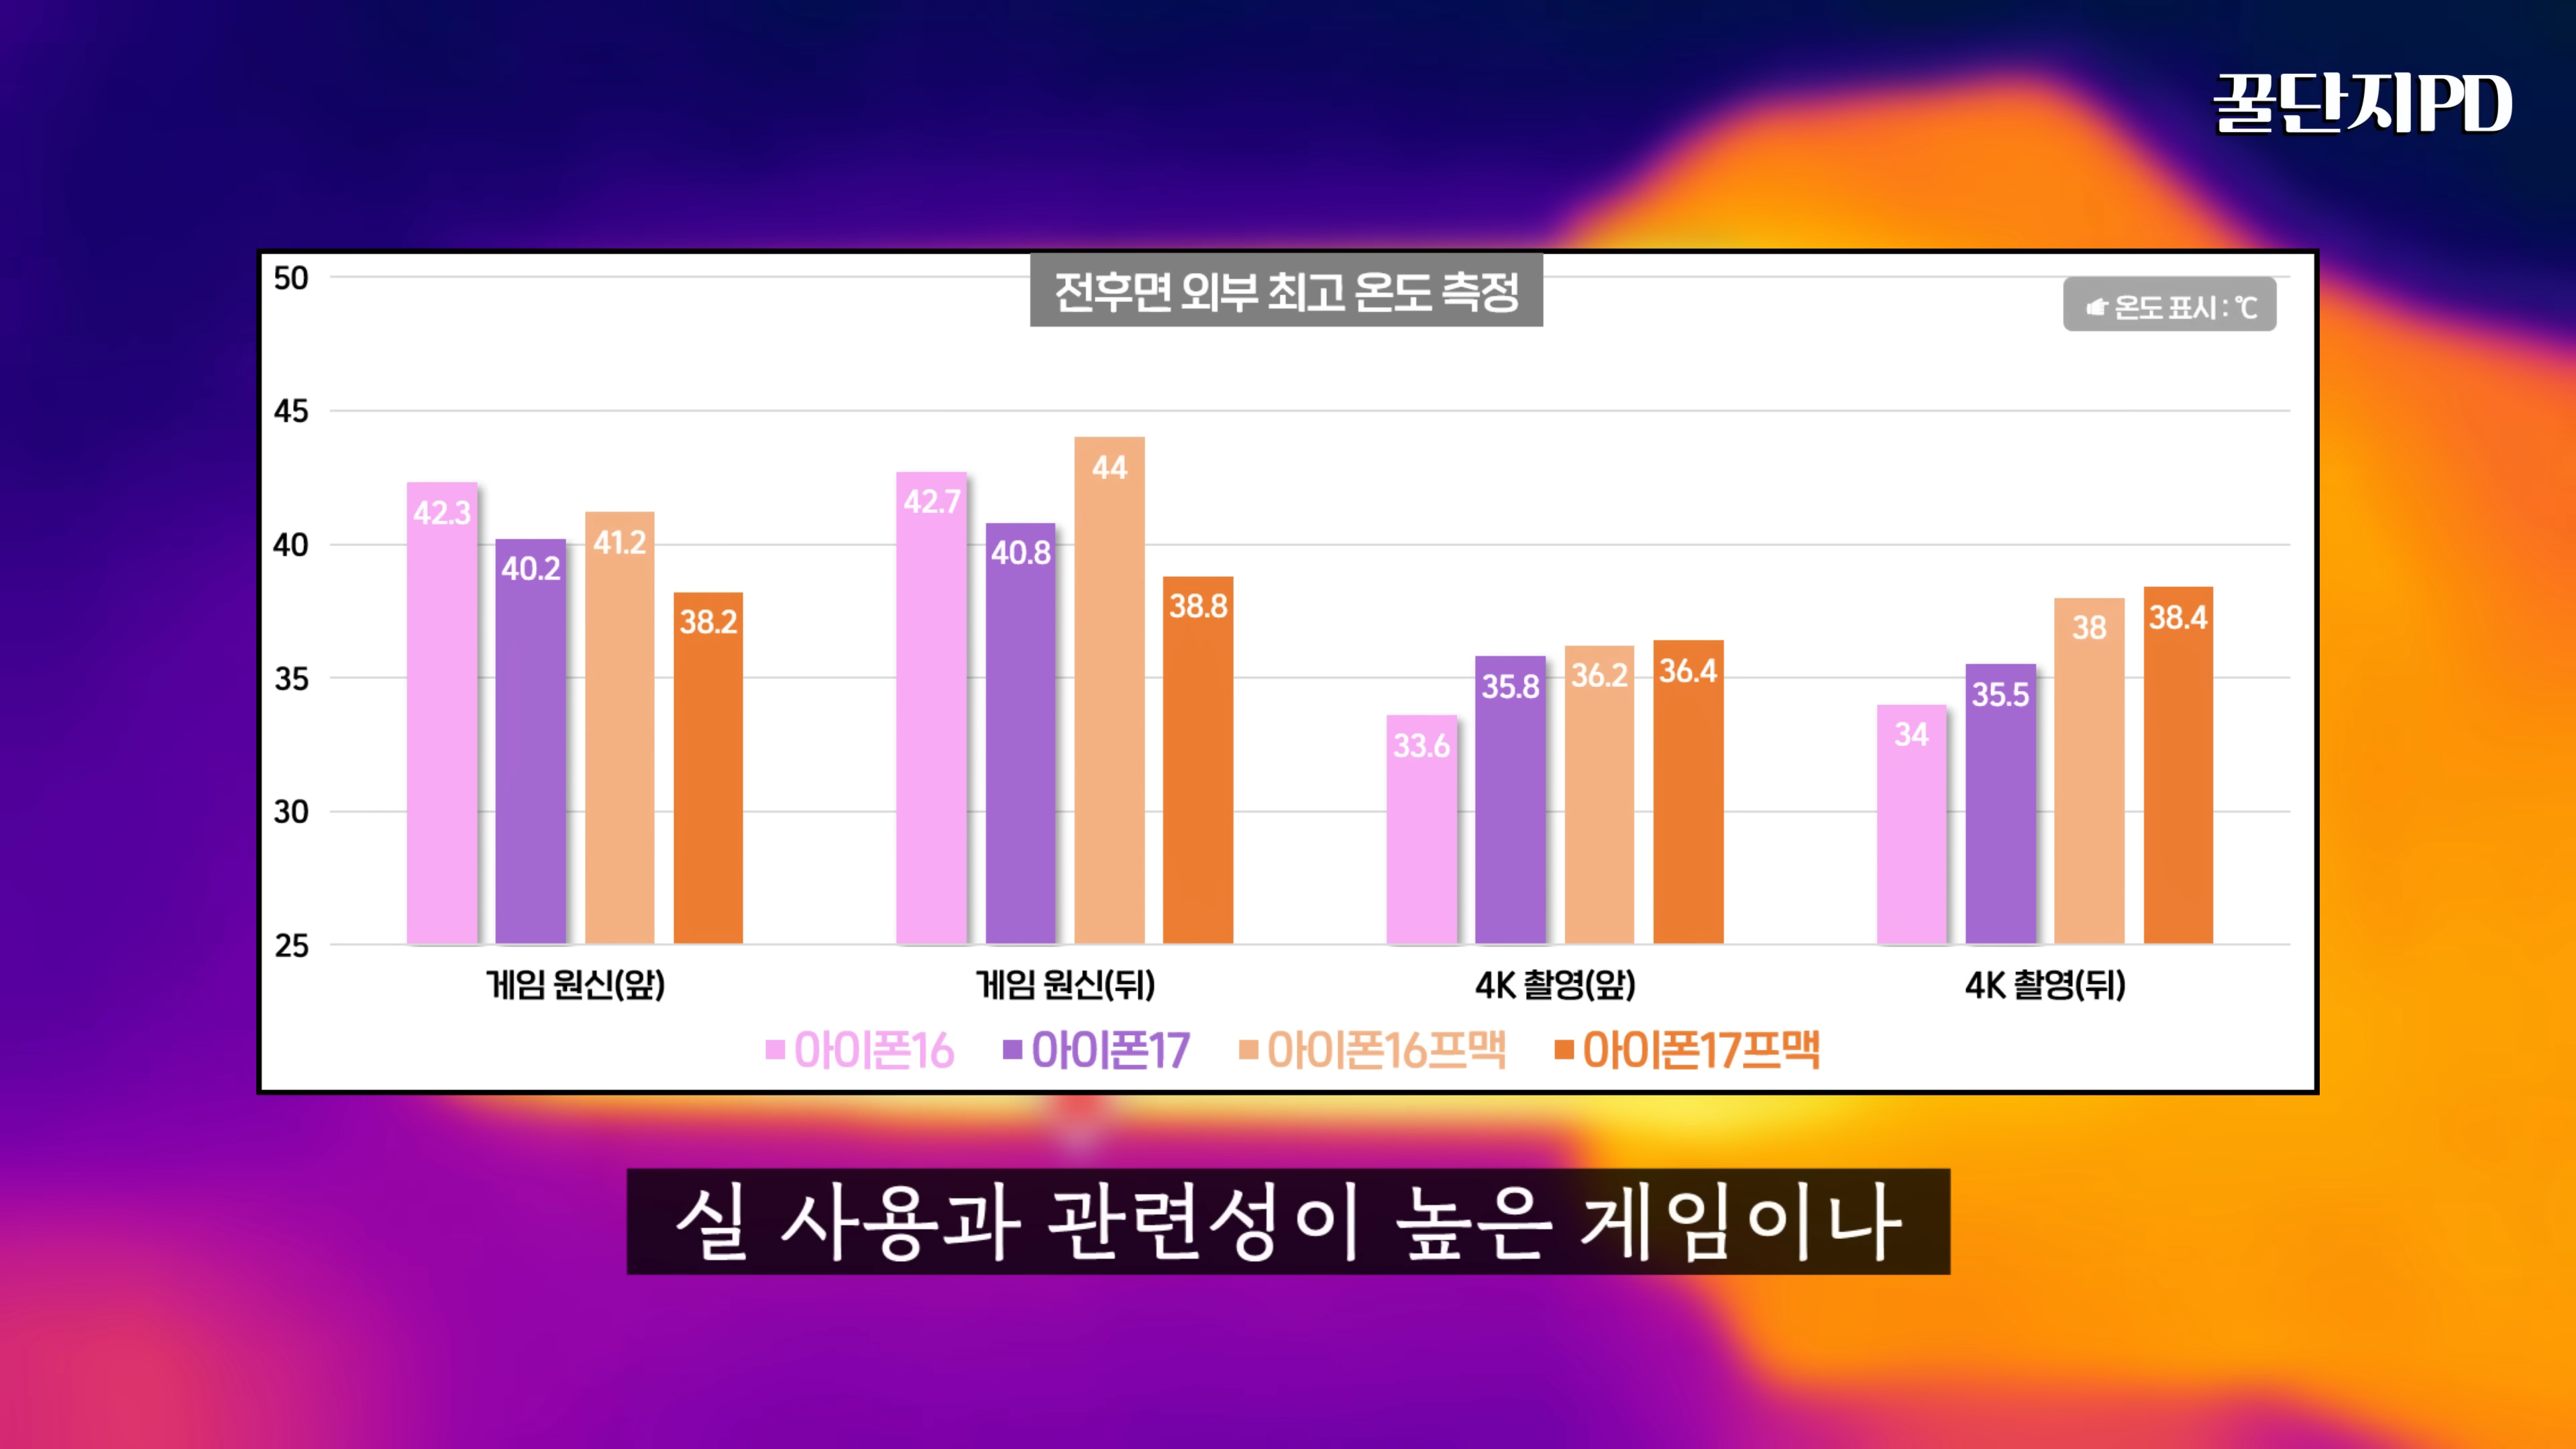 꿀단지PD
전후면 외부 최고 온도 측정
온도 표시 : ℃
50
45
40
35
30
25
42.3
40.2
41.2
38.2
42.7
40.8
44
38.8
33.6
35.8
36.2
36.4
34
35.5
38
38.4
게임 원신(앞)
게임 원신(뒤)
4K 촬영(앞)
4K 촬영(뒤)
아이폰16 아이폰17 아이폰16프맥 아이폰17프맥
실 사용과 관련성이 높은 게임이나